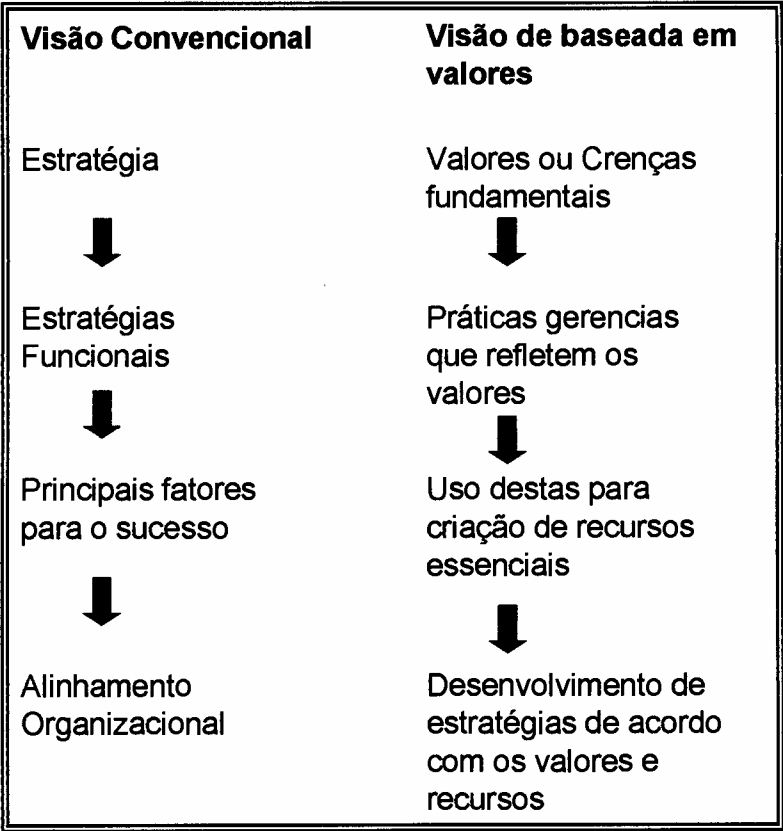 Visão Convencional
Estratégia
Estratégias
Funcionais
Principais fatores
para o sucesso
Alinhamento
Organizacional
Visão de baseada em
valores
Valores ou Crenças
fundamentais
Práticas gerencias
que refletem os
valores
Uso destas para
criação de recursos
essenciais
Desenvolvimento de
estratégias de acordo
com os valores e
recursos